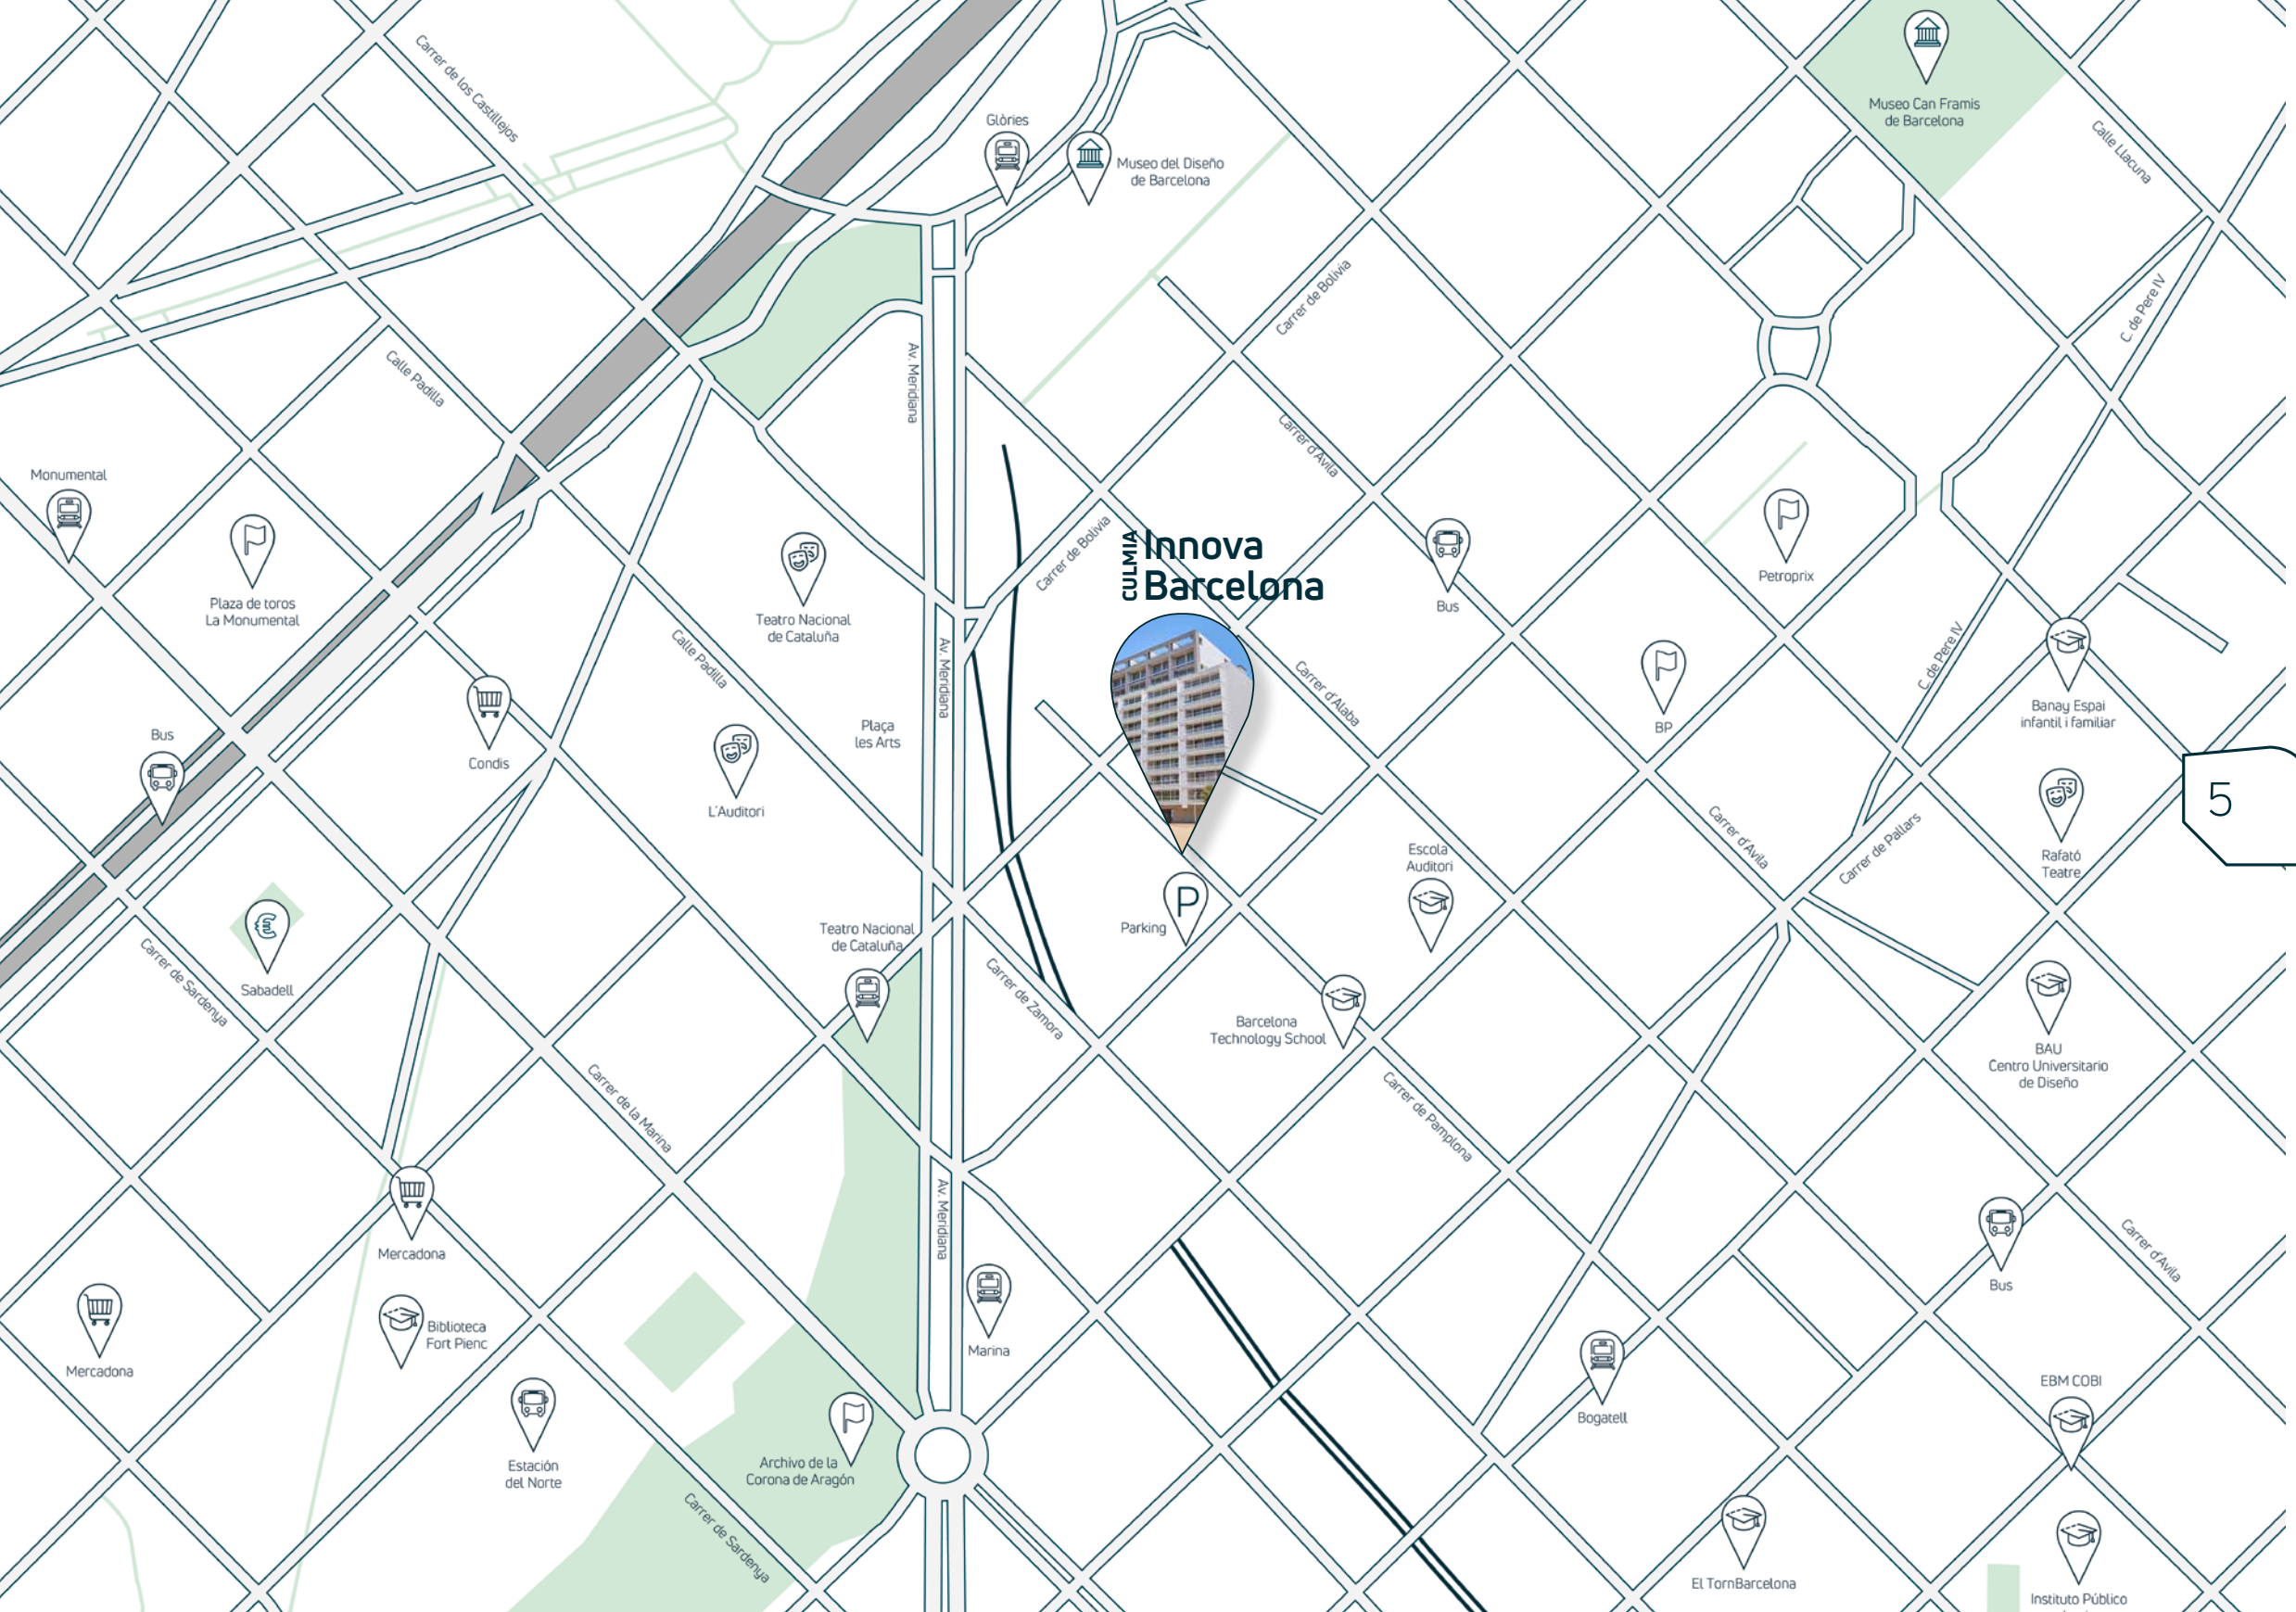 Carrer de los Castillejos
Glòries
Museo del Diseño
de Barcelona
Museo Can Framis
de Barcelona
Calle Llacuna
Carrer de Bolivia
C. de Pere IV
Calle Padilla
Av. Meridiana
Carrer d'Avila
Monumental
Plaza de toros
La Monumental
Teatro Nacional
de Cataluña
Carrer de Bolivia
CULMIA
Innova
Barcelona
Bus
Petroprix
Calle Padilla
Av. Meridiana
Carrer d'Alaba
BP
C. de Pere IV
Banay Espai
infantil i familiar
Bus
Condis
L'Auditori
Plaça
les Arts
5
Carrer d'Avila
Carrer de Pallars
Rafató
Teatre
Escola
Auditori
P
Parking
Teatro Nacional
de Cataluña
€
Sabadell
Carrer de Sardenya
Carrer de Zamora
Barcelona
Technology School
BAU
Centro Universitario
de Diseño
Carrer de la Marina
Carrer de Pamplona
Av. Meridiana
Mercadona
Bus
Carrer d'Avila
Mercadona
Biblioteca
Fort Pienc
Marina
Bogatell
EBM COBI
Estación
del Norte
Archivo de la
Corona de Aragón
Carrer de Sardenya
El TornBarcelona
Instituto Público